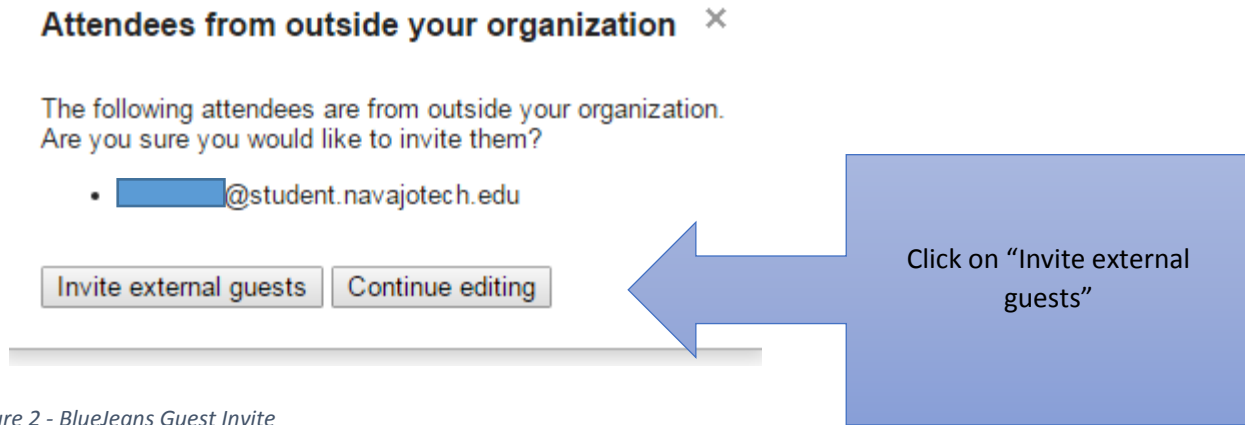 Attendees from outside your organization ×
The following attendees are from outside your organization.
Are you sure you would like to invite them?
• @student.navajotech.edu
Invite external guests Continue editing
Click on “Invite external
guests”
ure 2 - BlueJeans Guest Invite